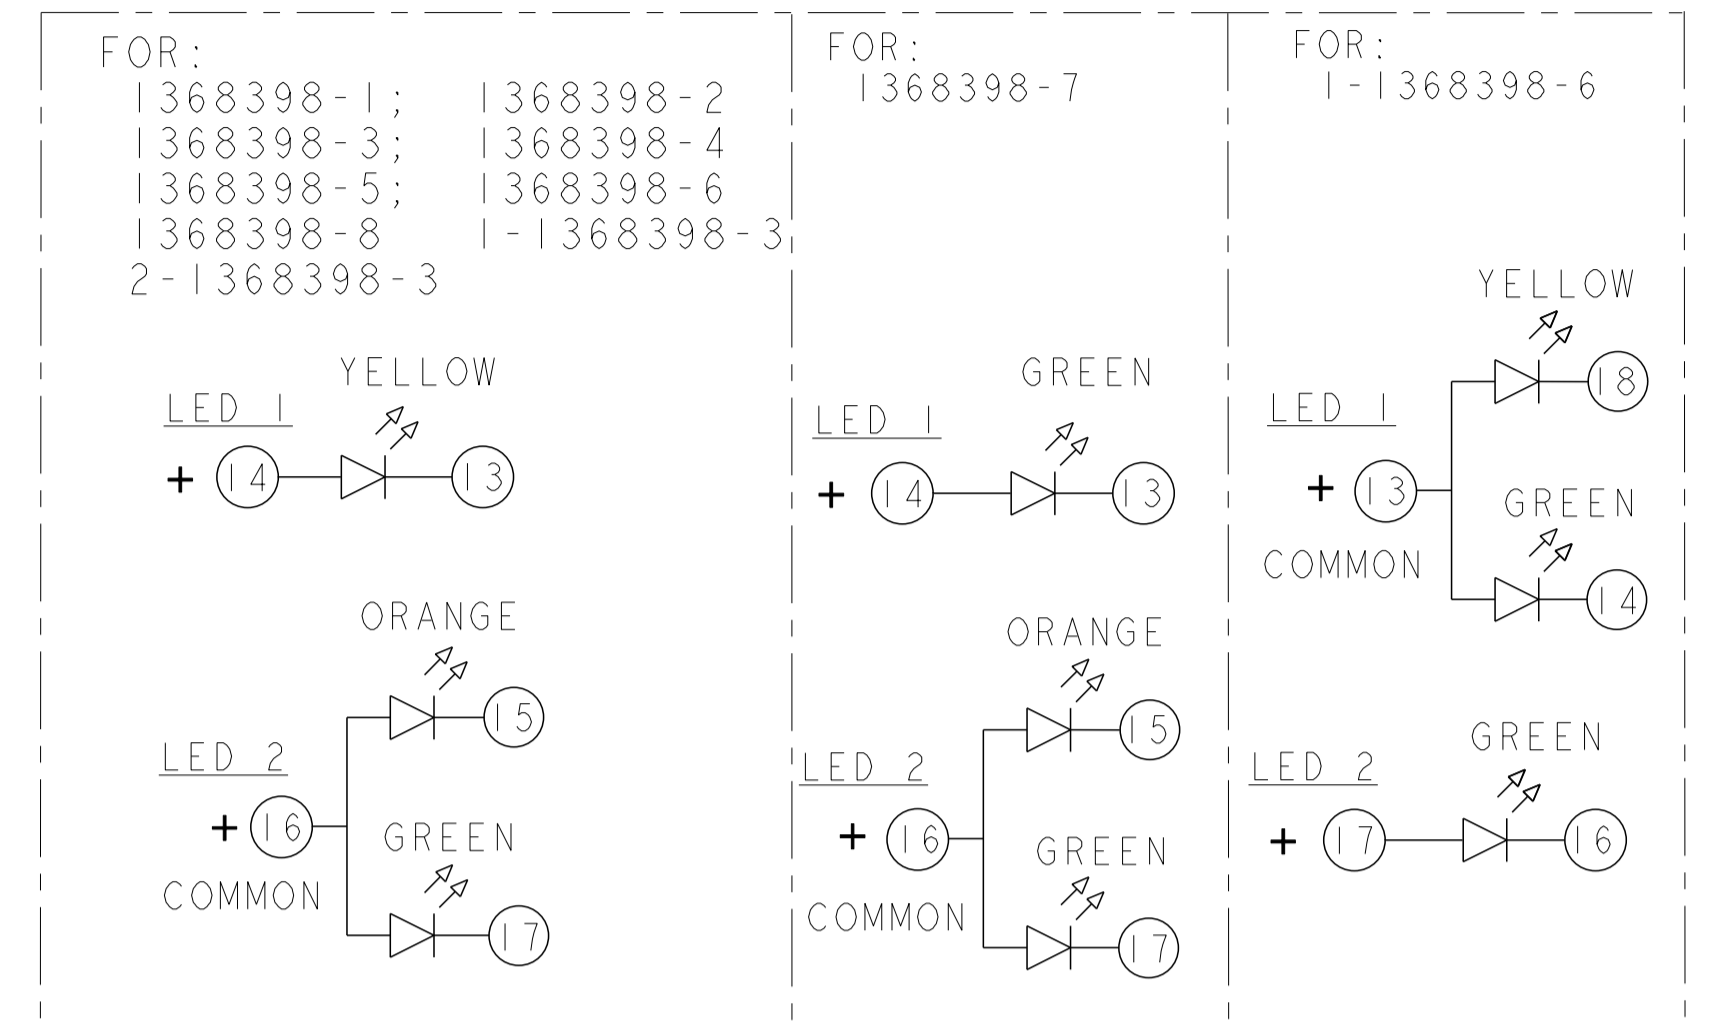 FOR:
1368398-1; 1368398-2
1368398-3; 1368398-4
1368398-5; 1368398-6
1368398-8 1-1368398-3
2-1368398-3
YELLOW
LED 1
+ 14 13
ORANGE
15
LED 2
+ 16
GREEN
COMMON
17
FOR:
1368398-7
GREEN
LED 1
+ 14 13
ORANGE
15
LED 2
+ 16
GREEN
COMMON
17
FOR:
1-1368398-6
YELLOW
18
LED 1
+ 13
GREEN
COMMON
14
GREEN
LED 2
+ 17 16